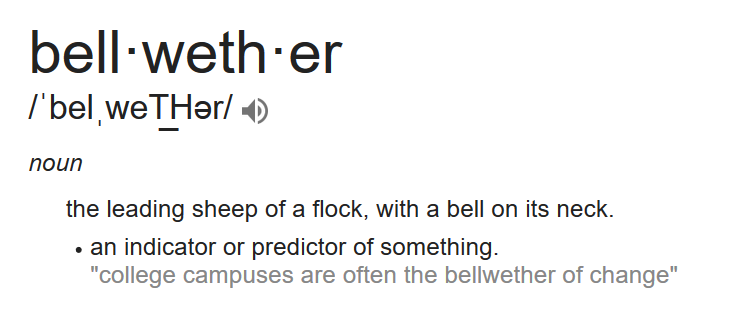 bell·weth·er
/ˈbelˌweT͟Hər/
noun
the leading sheep of a flock, with a bell on its neck.
• an indicator or predictor of something.
"college campuses are often the bellwether of change"